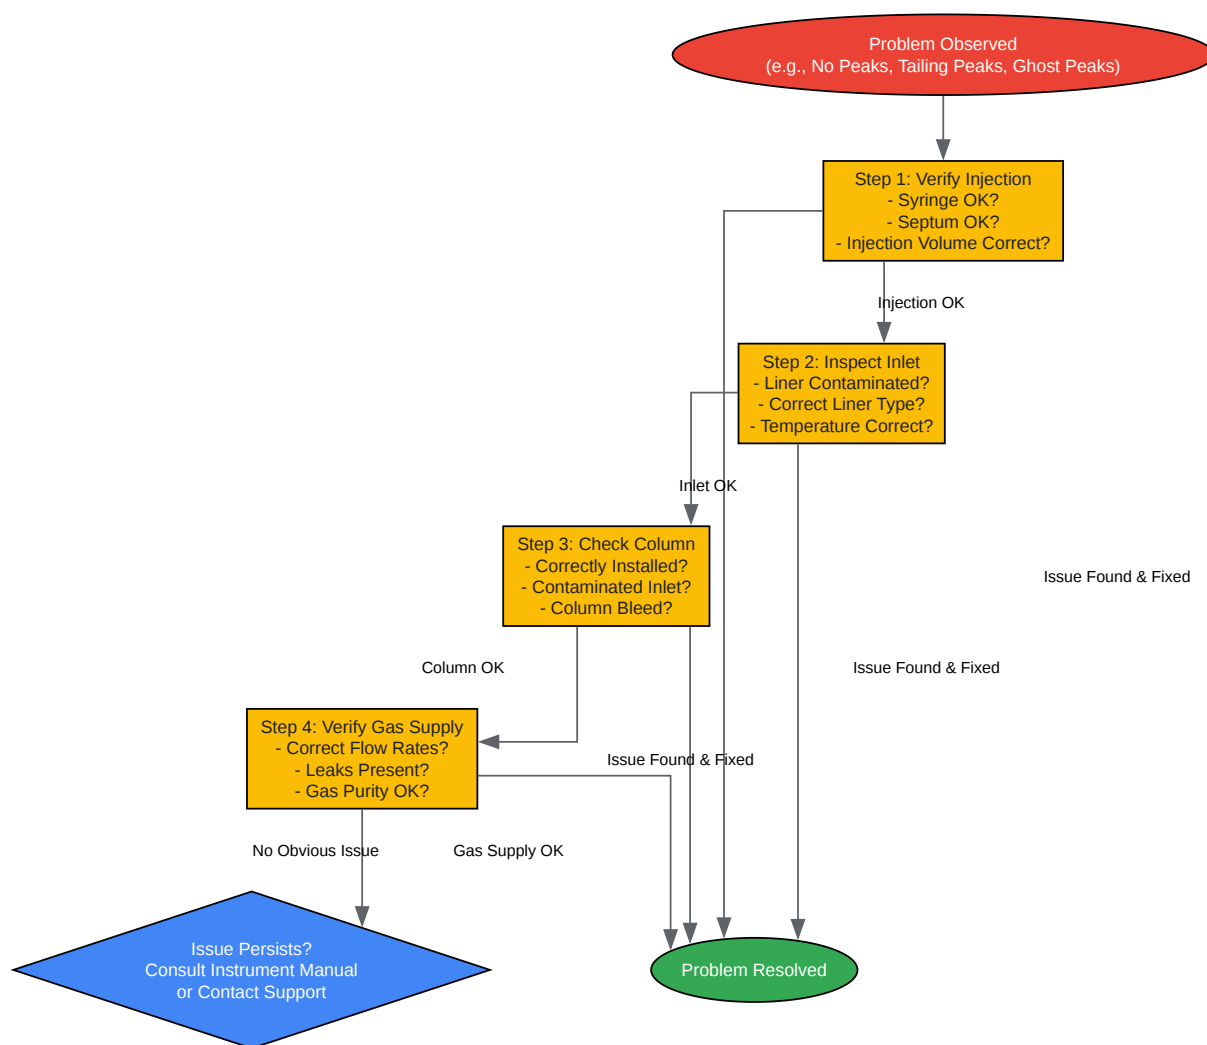 Problem Observed
(e.g., No Peaks, Tailing Peaks, Ghost Peaks)
Step 1: Verify Injection
- Syringe OK?
- Septum OK?
- Injection Volume Correct?
Injection OK
Step 2: Inspect Inlet
- Liner Contaminated?
- Correct Liner Type?
- Temperature Correct?
Inlet OK
Step 3: Check Column
- Correctly Installed?
- Contaminated Inlet?
- Column Bleed?
Issue Found & Fixed
Column OK
Issue Found & Fixed
Step 4: Verify Gas Supply
- Correct Flow Rates?
- Leaks Present?
- Gas Purity OK?
Issue Found & Fixed
No Obvious Issue
Gas Supply OK
Issue Persists?
Consult Instrument Manual
or Contact Support
Problem Resolved